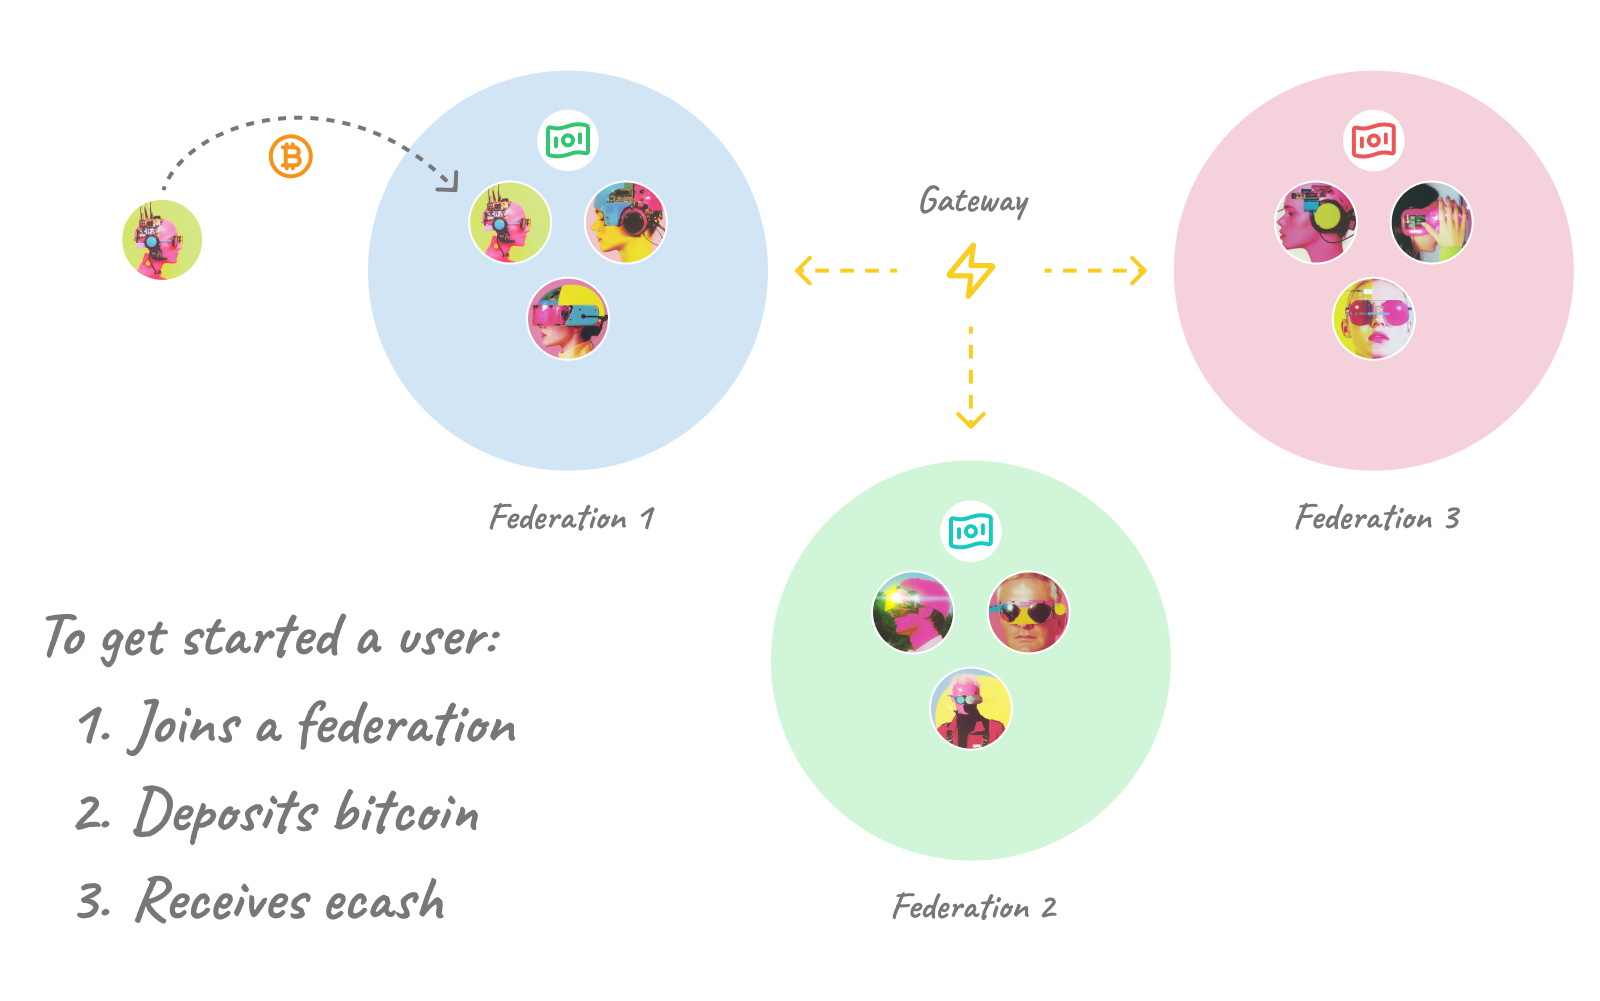 Gateway
Federation 1
Federation 3
Federation 2
To get started a user:
1. Joins a federation
2. Deposits bitcoin
3. Receives ecash